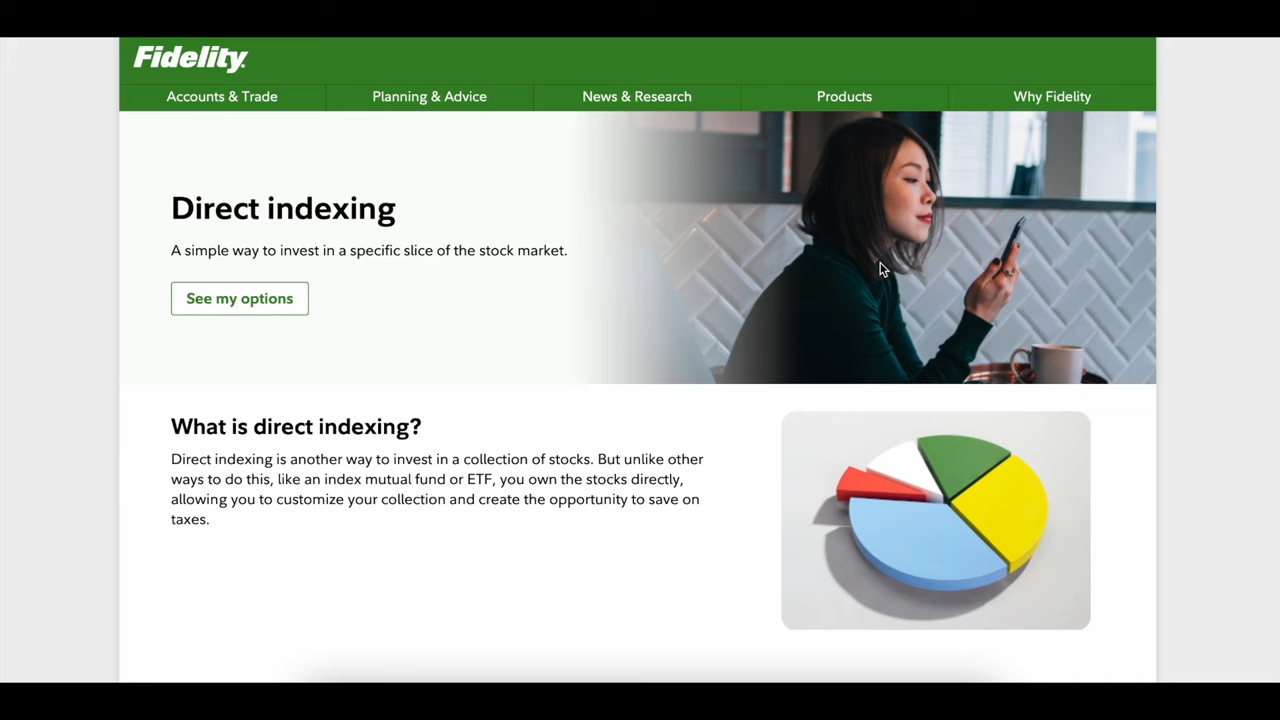 Fidelity
Accounts & Trade
Planning & Advice
News & Research
Products
Why Fidelity
Direct indexing
A simple way to invest in a specific slice of the stock market.
See my options
What is direct indexing?
Direct indexing is another way to invest in a collection of stocks. But unlike other
ways to do this, like an index mutual fund or ETF, you own the stocks directly,
allowing you to customize your collection and create the opportunity to save on
taxes.